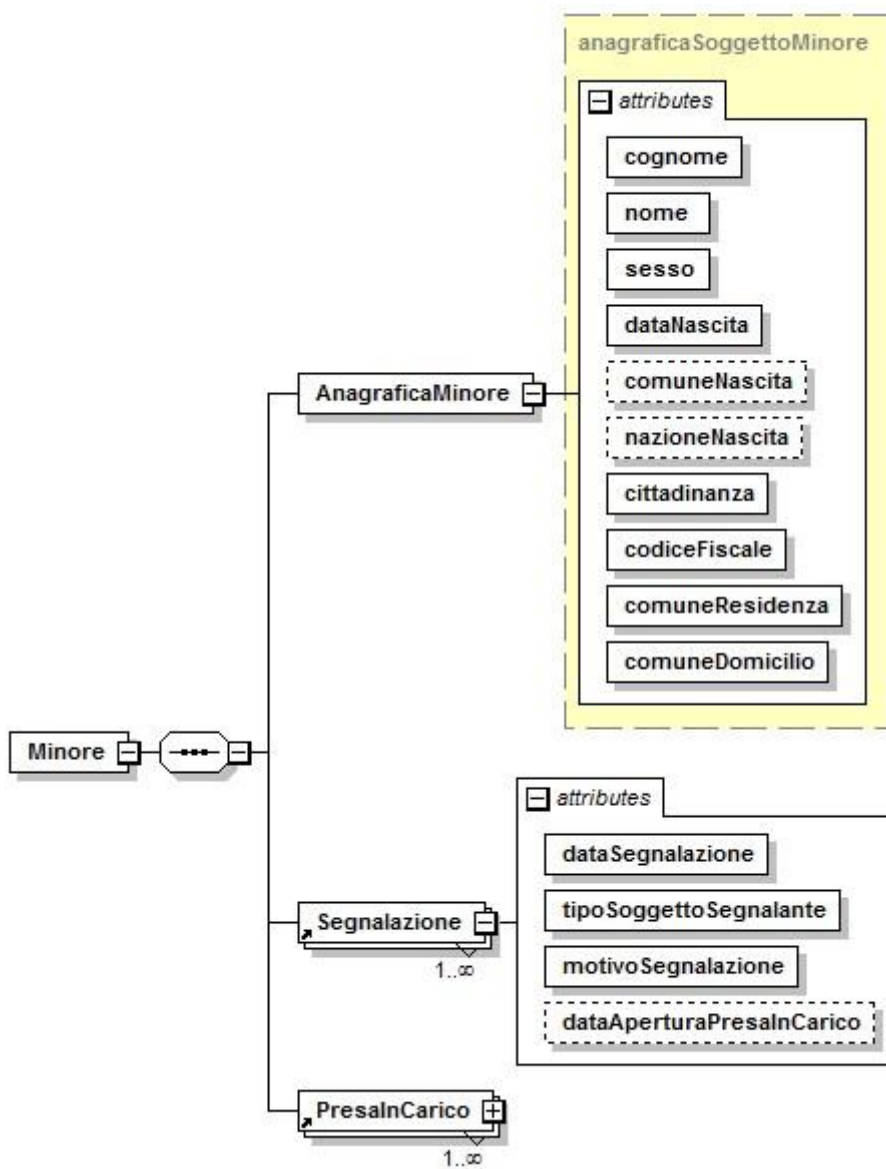 anagraficaSoggettoMinore
attributes
cognome
nome
sesso
dataNascita
comuneNascita
nazioneNascita
cittadinanza
codiceFiscale
comuneResidenza
comuneDomicilio
AnagraficaMinore
Minore
attributes
dataSegnalazione
tipoSoggettoSegnalante
motivoSegnalazione
dataAperturaPresaInCarico
Segnalazione
1..∞
PresaInCarico
1..∞